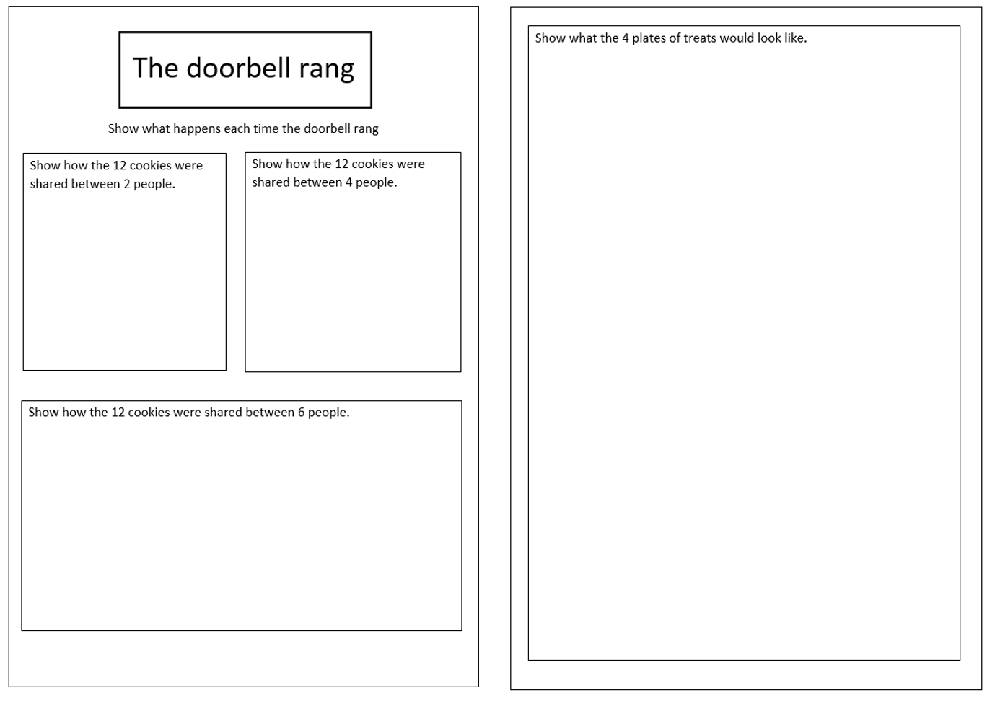 The doorbell rang
Show what happens each time the doorbell rang
Show how the 12 cookies were
shared between 2 people.
Show how the 12 cookies were
shared between 4 people.
Show how the 12 cookies were shared between 6 people.
Show what the 4 plates of treats would look like.